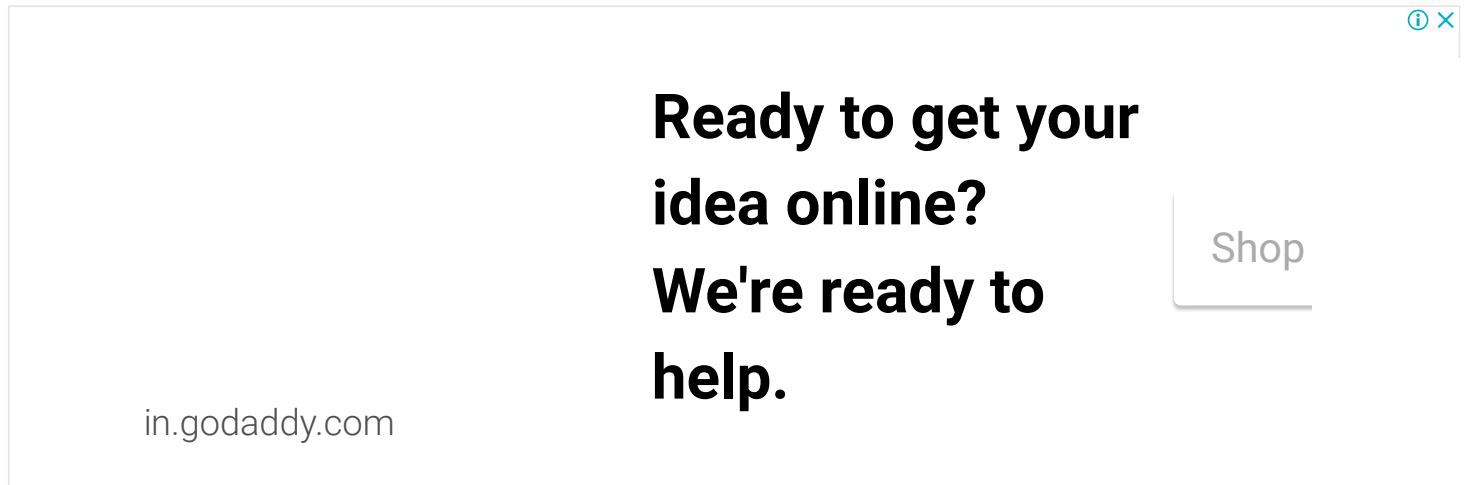 Ready to get your
idea online?
We're ready to
help.
Shop
in.godaddy.com